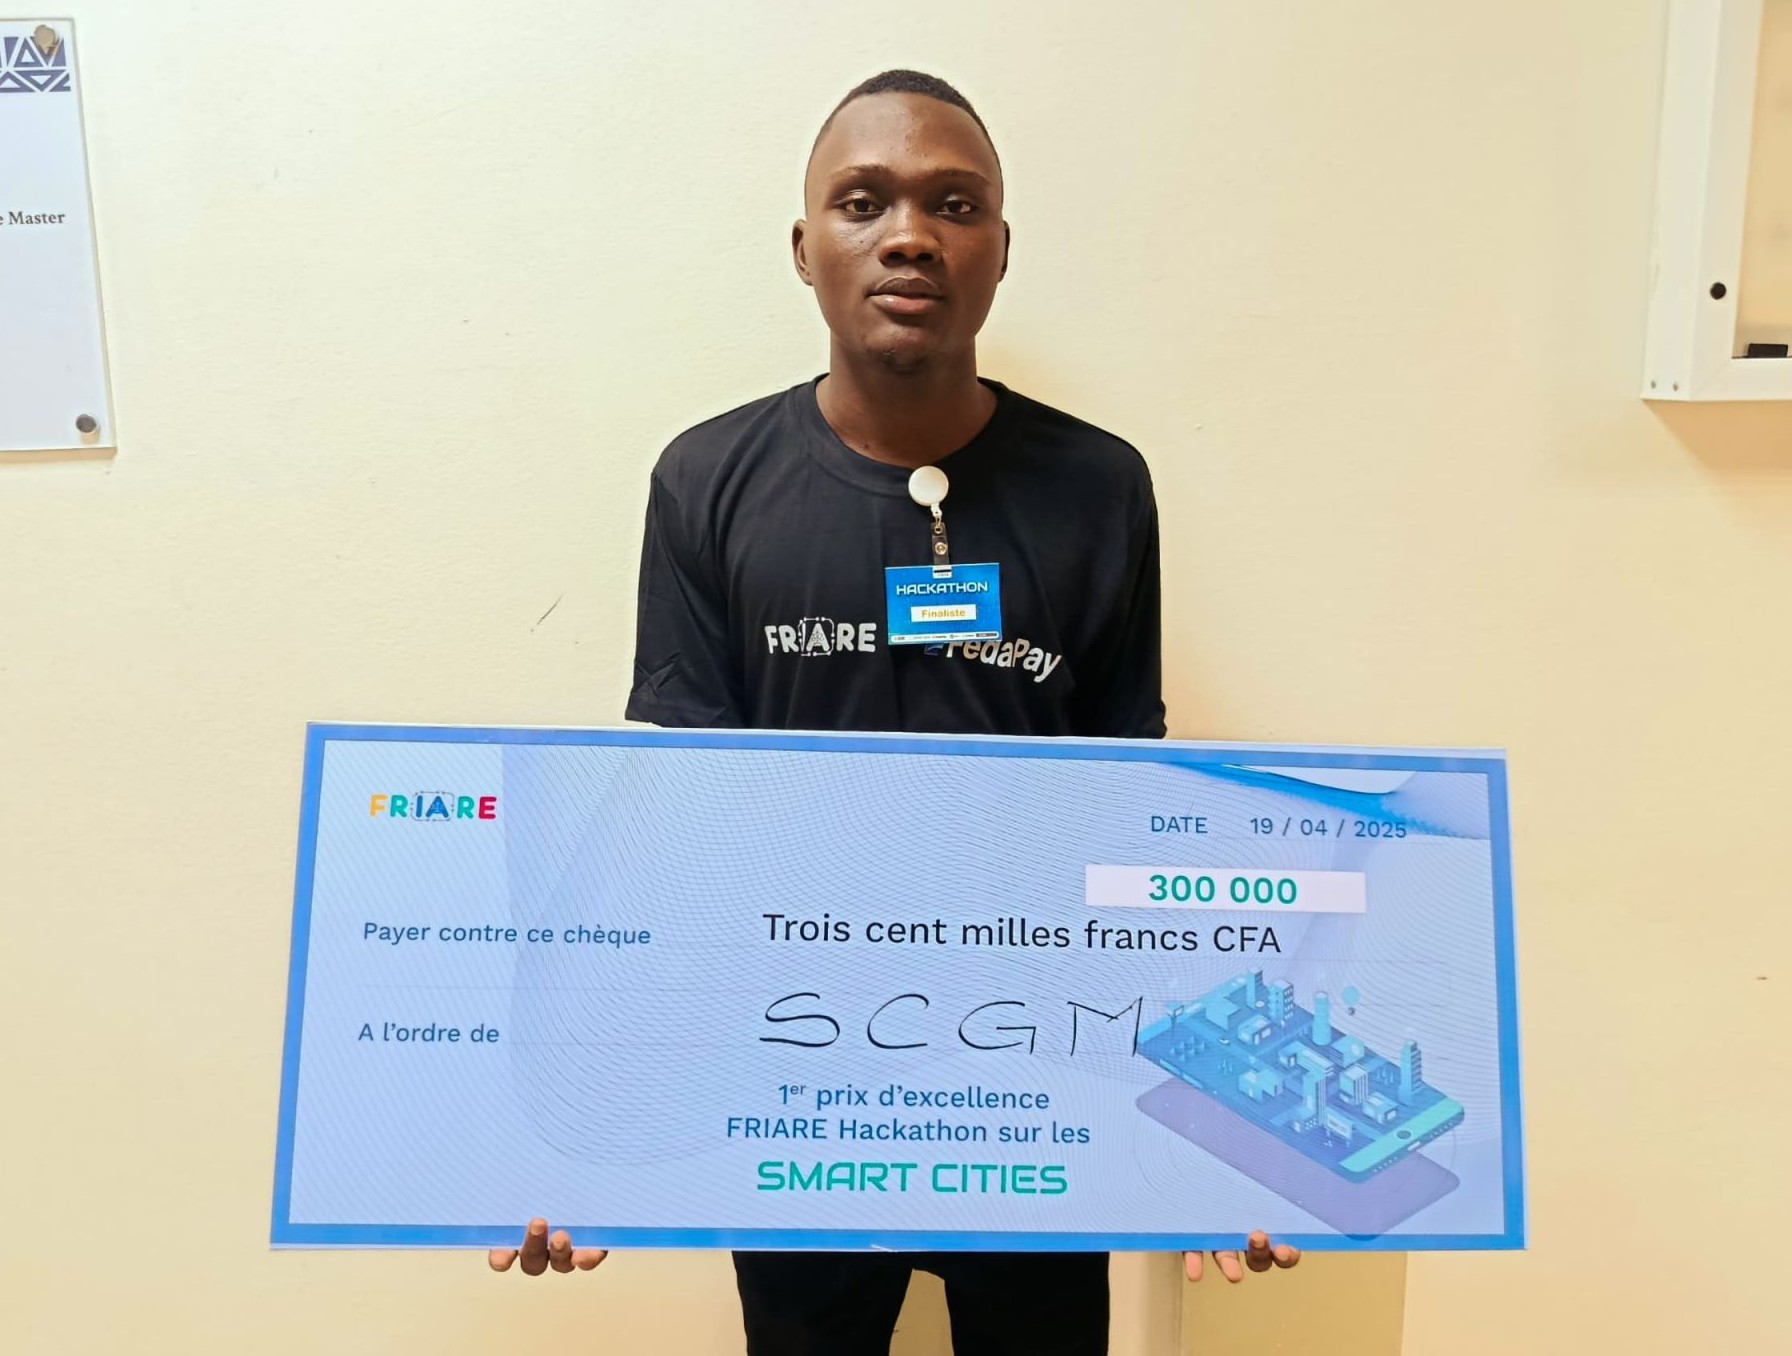 e Master
HACKATHON
Finaliste
FRIARE
FedaPay
FRIARE
DATE 19 / 04 / 2025
300 000
Payer contre ce chèque Trois cent milles francs CFA
A l'ordre de SCGM
1er prix d'excellence
FRIARE Hackathon sur les
SMART CITIES